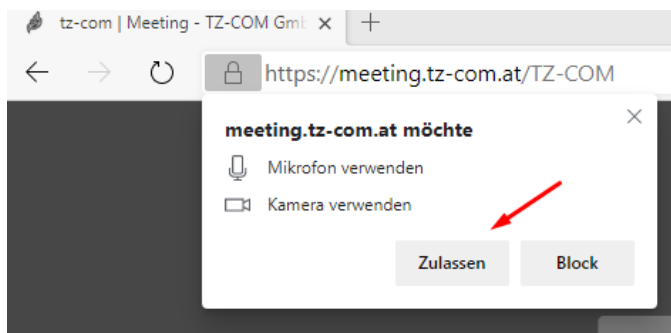 tz-com | Meeting - TZ-COM Gm
https://meeting.tz-com.at/TZ-COM
meeting.tz-com.at möchte
Mikrofon verwenden
Kamera verwenden
Zulassen Block